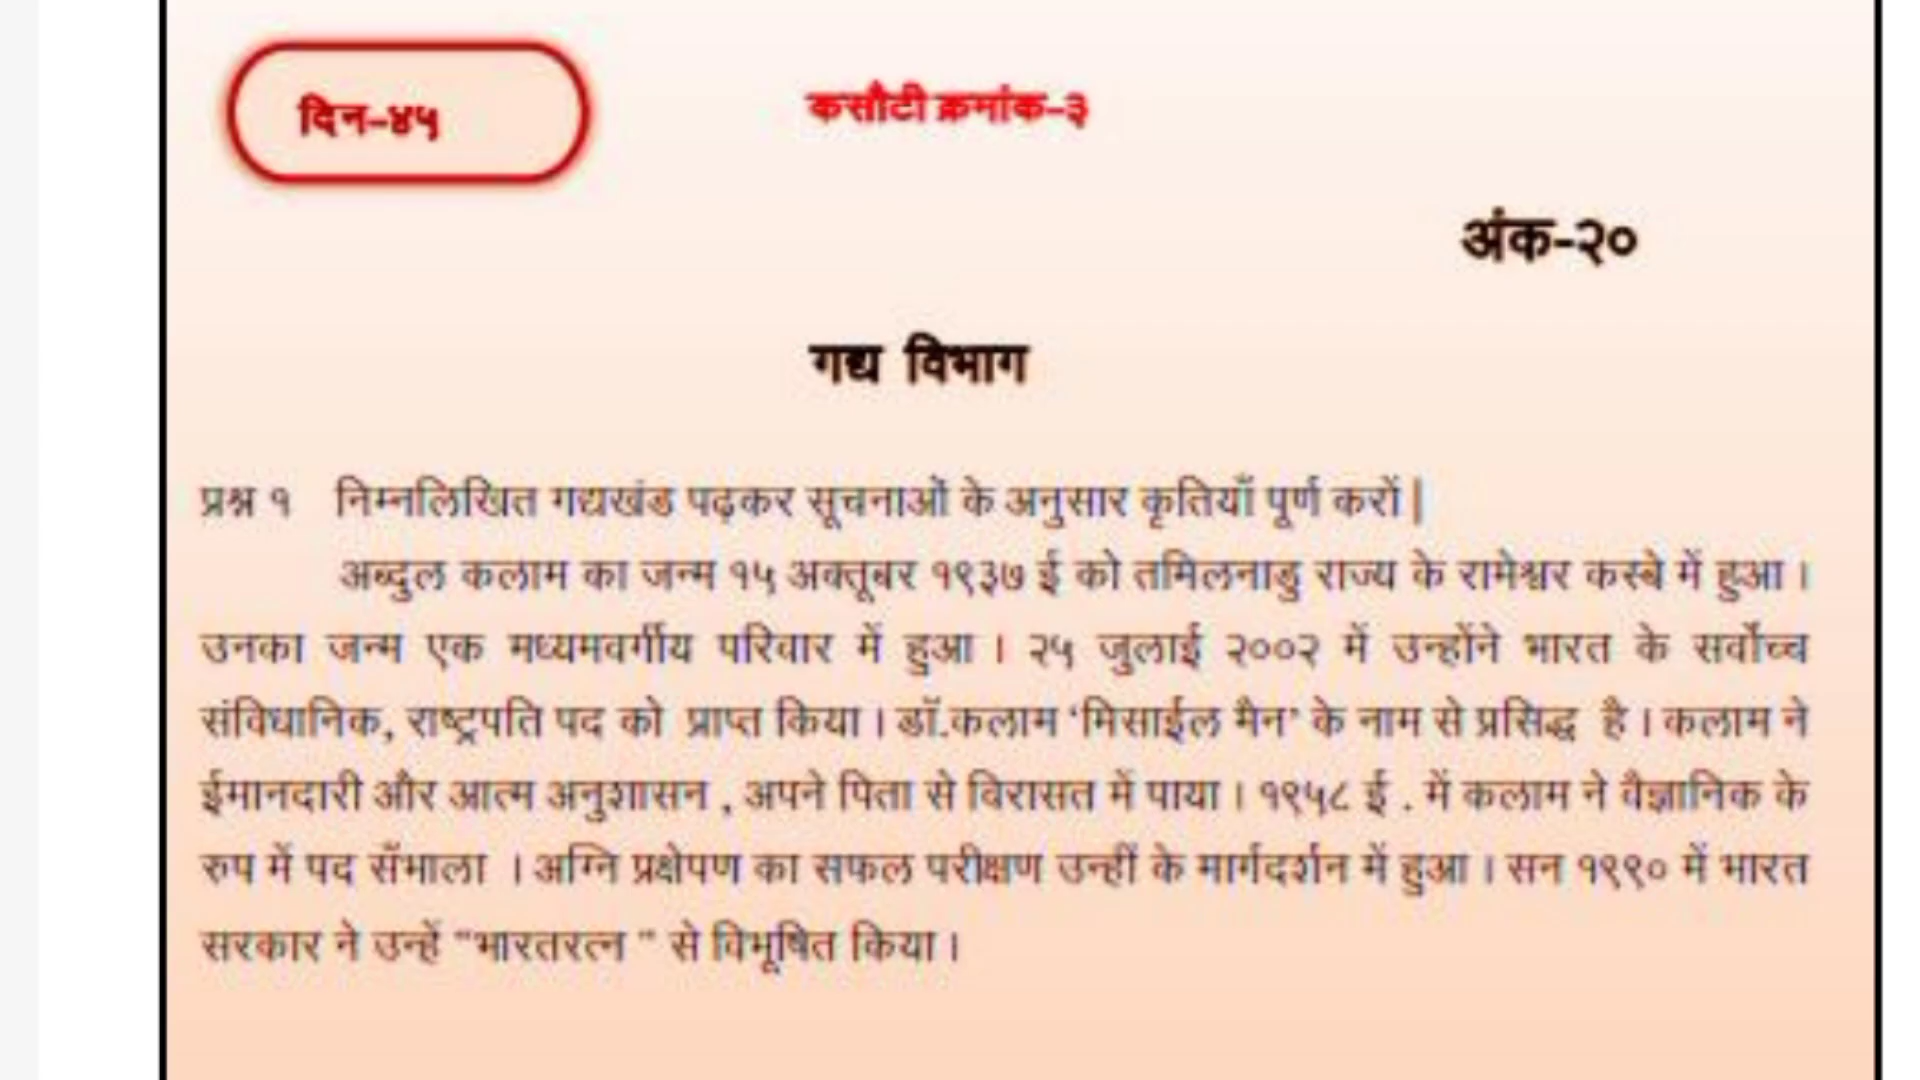 दिन-४५
कसौटी क्रमांक-३
अंक-२०
गद्य विभाग
प्रश्न १ निम्नलिखित गद्यखंड पढ़कर सूचनाओं के अनुसार कृतियाँ पूर्ण करों|
अब्दुल कलाम का जन्म १५ अक्तूबर १९३७ ई को तमिलनाडु राज्य के रामेश्वर कस्बे में हुआ ।
उनका जन्म एक मध्यमवर्गीय परिवार में हुआ । २५ जुलाई २००२ में उन्होंने भारत के सर्वोच्च
संविधानिक, राष्ट्रपति पद को प्राप्त किया । डॉ.कलाम ‘मिसाईल मैन’ के नाम से प्रसिद्ध है । कलाम ने
ईमानदारी और आत्म अनुशासन , अपने पिता से विरासत में पाया । १९५८ ई . में कलाम ने वैज्ञानिक के
रुप में पद सँभाला । अग्नि प्रक्षेपण का सफल परीक्षण उन्हीं के मार्गदर्शन में हुआ । सन १९९० में भारत
सरकार ने उन्हें “भारतरत्न ” से विभूषित किया ।